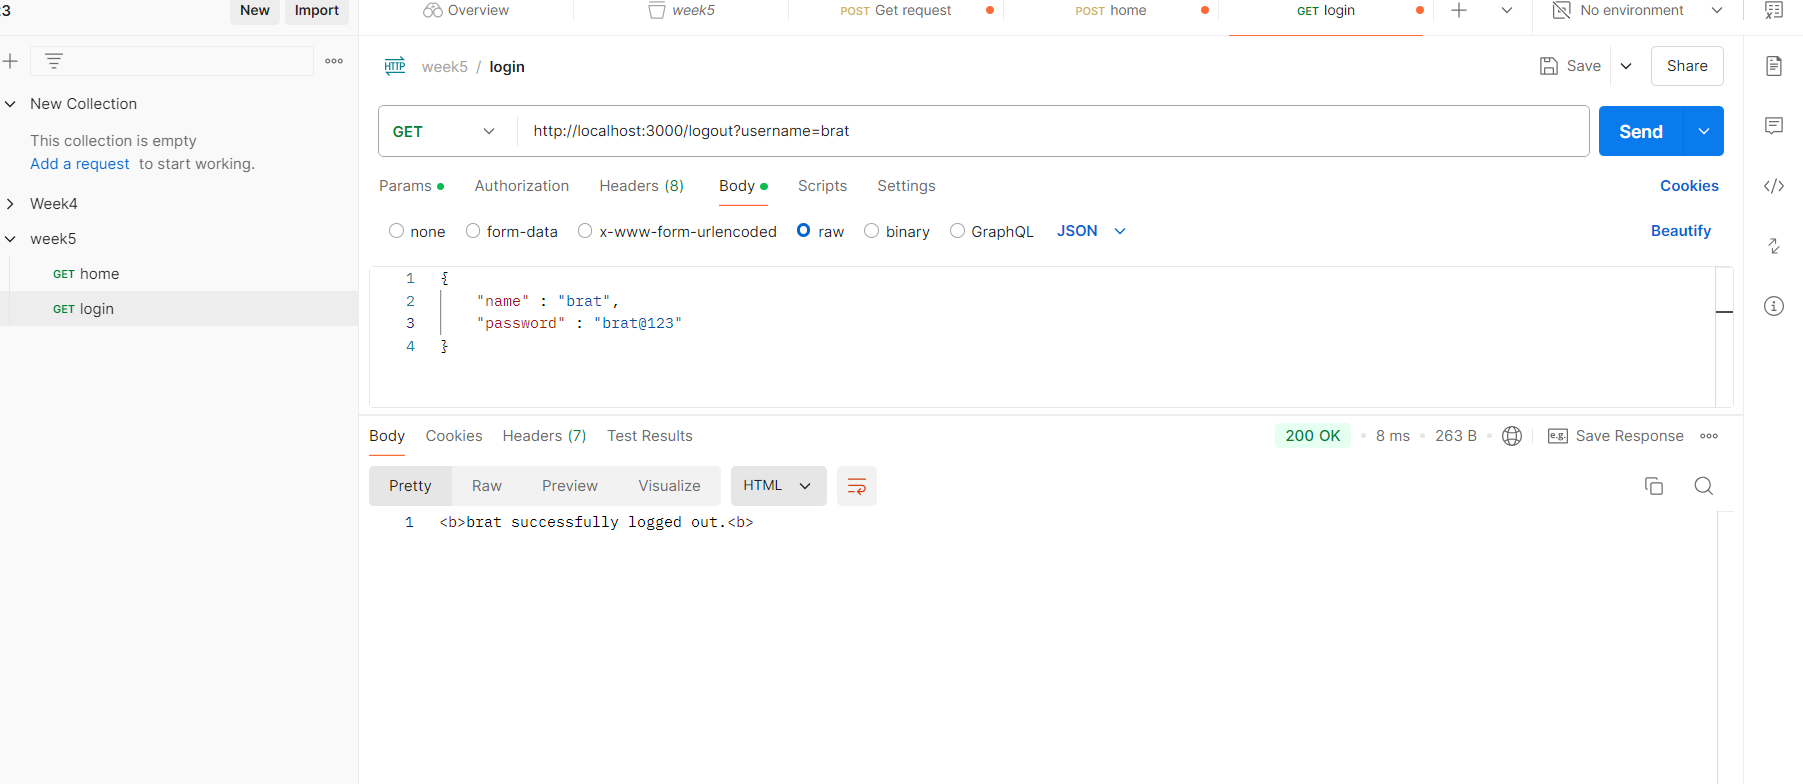 23 New Import
Overview week5 POST Get request POST home GET login No environment
HTTP week5 / login Save Share
New Collection
This collection is empty
Add a request to start working.
Week4
week5
GET home
GET login
GET http://localhost:3000/logout?username=brat Send
Params Authorization Headers (8) Body Scripts Settings Cookies
none form-data x-www-form-urlencoded raw binary GraphQL JSON Beautify
1 {
2 "name" : "brat",
3 "password" : "brat@123"
4 }
Body Cookies Headers (7) Test Results 200 OK 8 ms 263 B e.g. Save Response
Pretty Raw Preview Visualize HTML
1 <b>brat successfully logged out.<b>